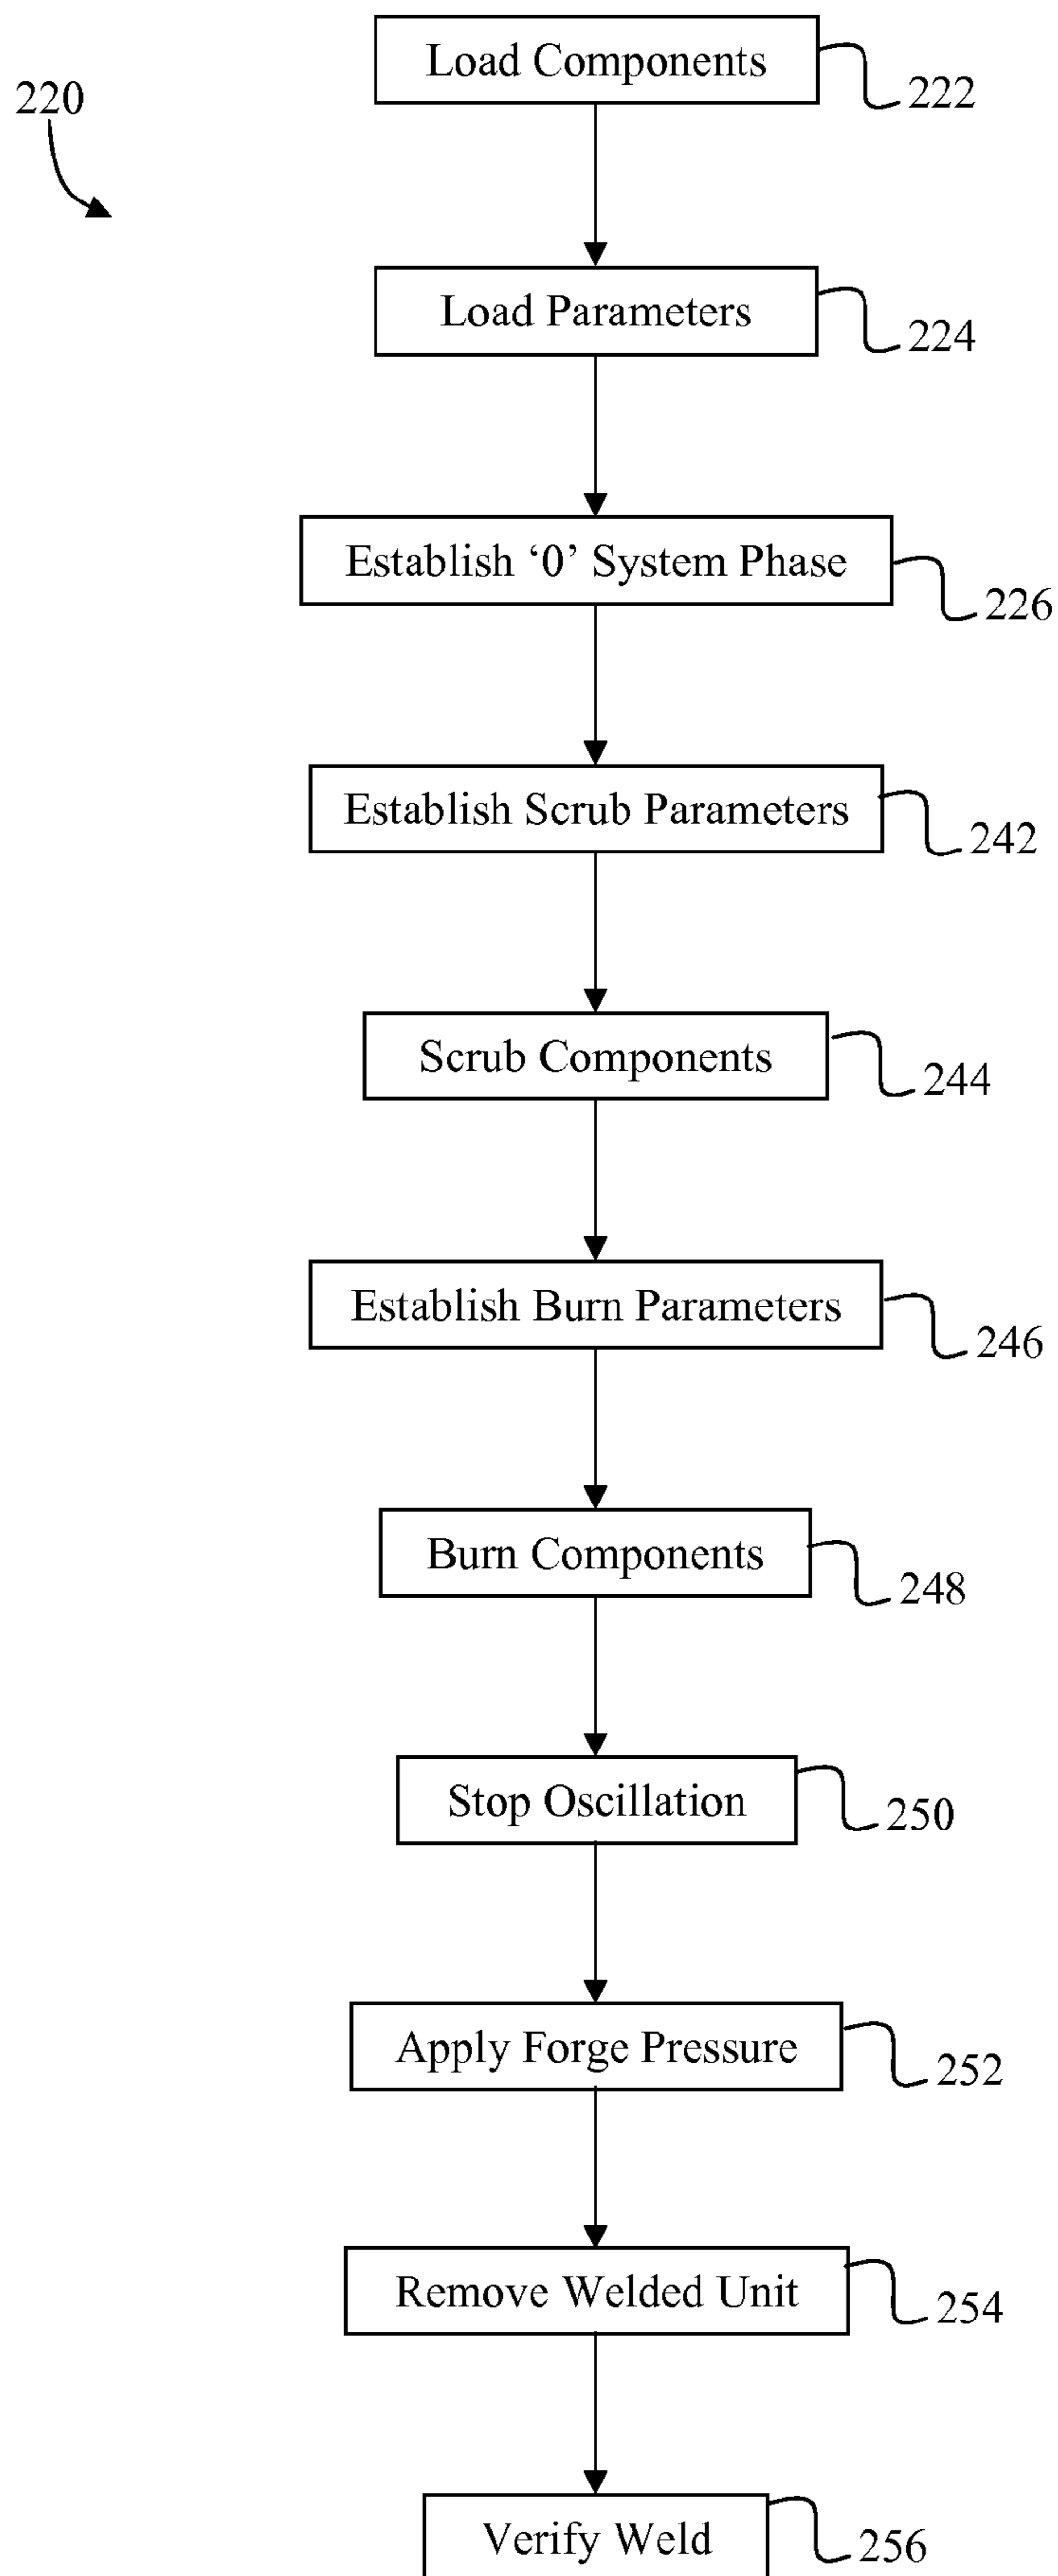 Load Components
222
220
Load Parameters
224
Establish ‘0’ System Phase
226
Establish Scrub Parameters
242
Scrub Components
244
Establish Burn Parameters
246
Burn Components
248
Stop Oscillation
250
Apply Forge Pressure
252
Remove Welded Unit
254
Verify Weld
256